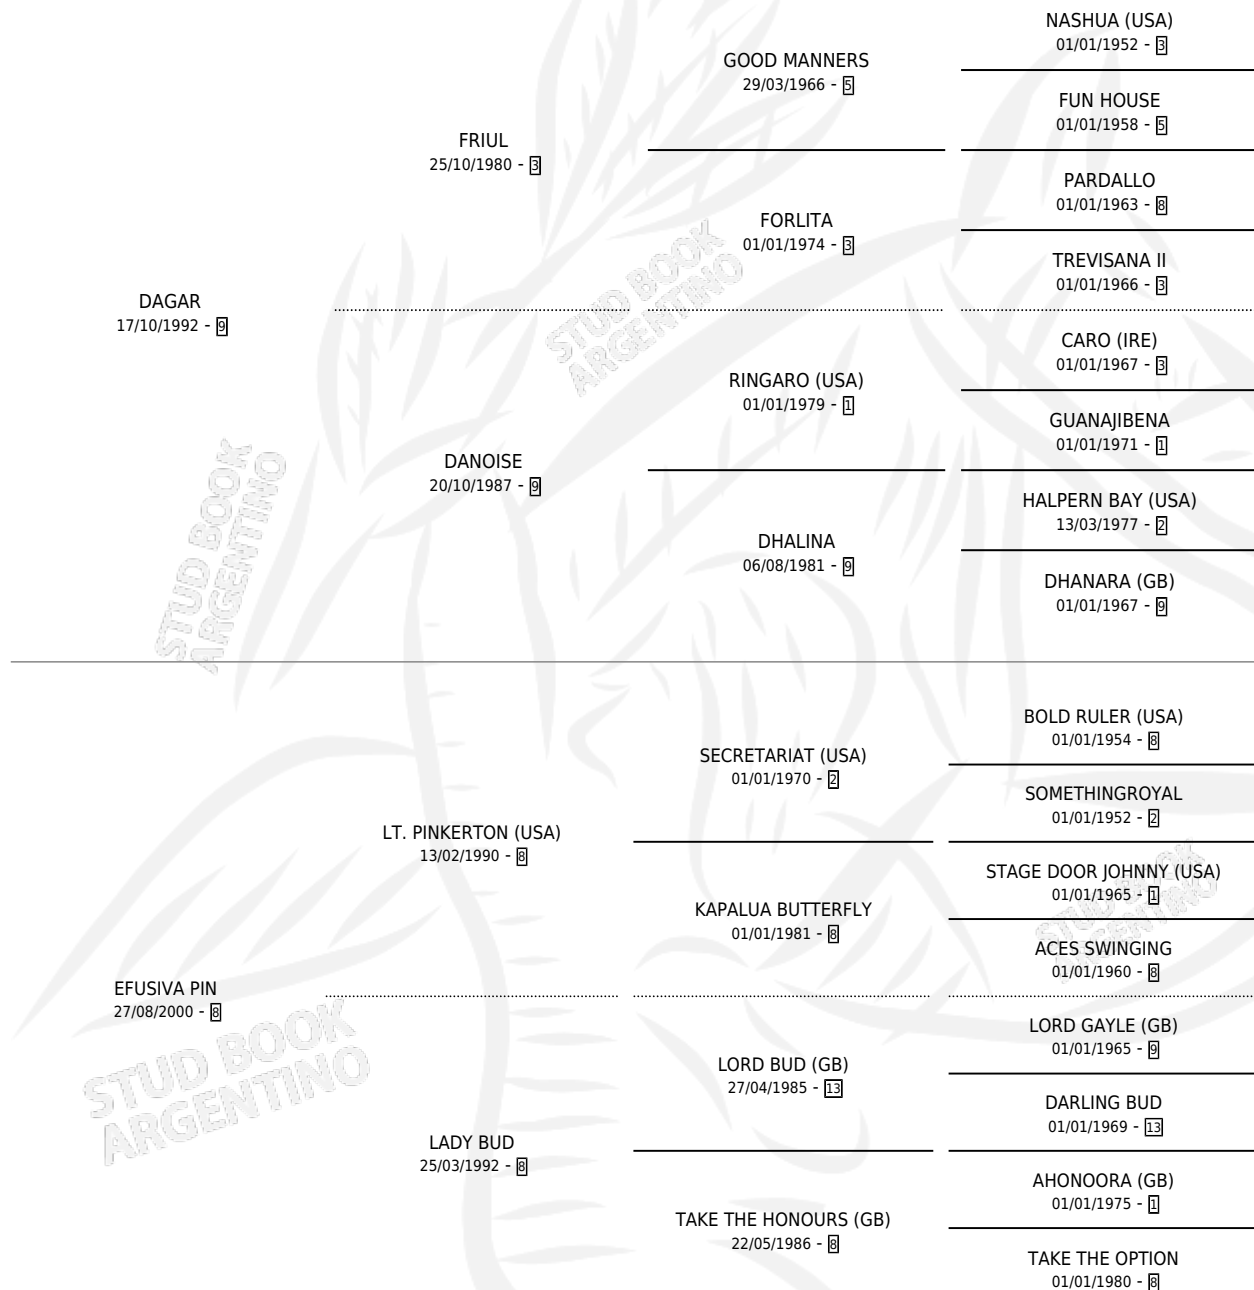 NASHUA (USA)
01/01/1952 - 3
GOOD MANNERS
29/03/1966 - 5
FUN HOUSE
01/01/1958 - 5
FRIUL
25/10/1980 - 3
PARDALLO
01/01/1963 - 8
FORLITA
01/01/1974 - 3
TREVISANA II
01/01/1966 - 3
DAGAR
17/10/1992 - 9
CARO (IRE)
01/01/1967 - 3
RINGARO (USA)
01/01/1979 - 1
GUANAJIBENA
01/01/1971 - 1
DANOISE
20/10/1987 - 9
HALPERN BAY (USA)
13/03/1977 - 2
DHALINA
06/08/1981 - 9
DHANARA (GB)
01/01/1967 - 9
BOLD RULER (USA)
01/01/1954 - 8
SECRETARIAT (USA)
01/01/1970 - 2
SOMETHINGROYAL
01/01/1952 - 2
LT. PINKERTON (USA)
13/02/1990 - 8
STAGE DOOR JOHNNY (USA)
01/01/1965 - 1
KAPALUA BUTTERFLY
01/01/1981 - 8
ACES SWINGING
01/01/1960 - 8
EFUSIVA PIN
27/08/2000 - 8
LORD GAYLE (GB)
01/01/1965 - 9
LORD BUD (GB)
27/04/1985 - 13
DARLING BUD
01/01/1969 - 13
LADY BUD
25/03/1992 - 8
AHONOORA (GB)
01/01/1975 - 1
TAKE THE HONOURS (GB)
22/05/1986 - 8
TAKE THE OPTION
01/01/1980 - 8
STUD BOOK
ARGENTINO
STUD BOOK
ARGENTINO
STUD BOOK
ARGENTINO
STUD BOOK
ARGENTINO